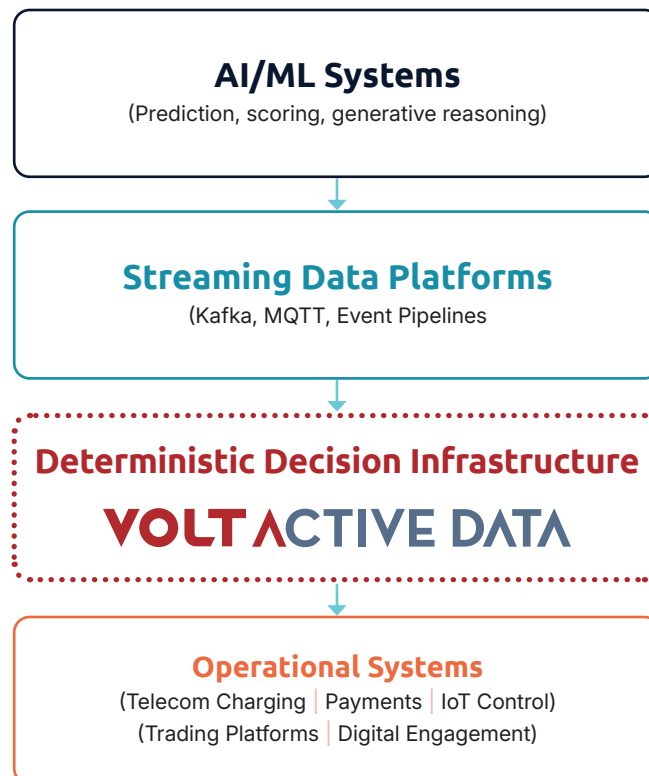 AI/ML Systems
(Prediction, scoring, generative reasoning)
Streaming Data Platforms
(Kafka, MQTT, Event Pipelines
Deterministic Decision Infrastructure
VOLT ACTIVE DATA
Operational Systems
(Telecom Charging | Payments | IoT Control)
(Trading Platforms | Digital Engagement)